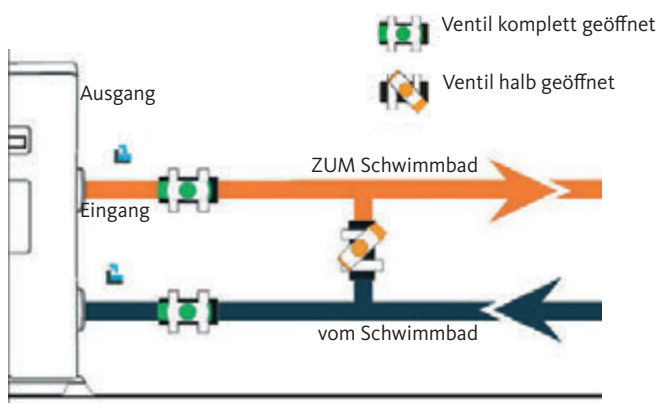 Ventil komplett geöffnet
Ventil halb geöffnet
Ausgang
ZUM Schwimmbad
Eingang
vom Schwimmbad